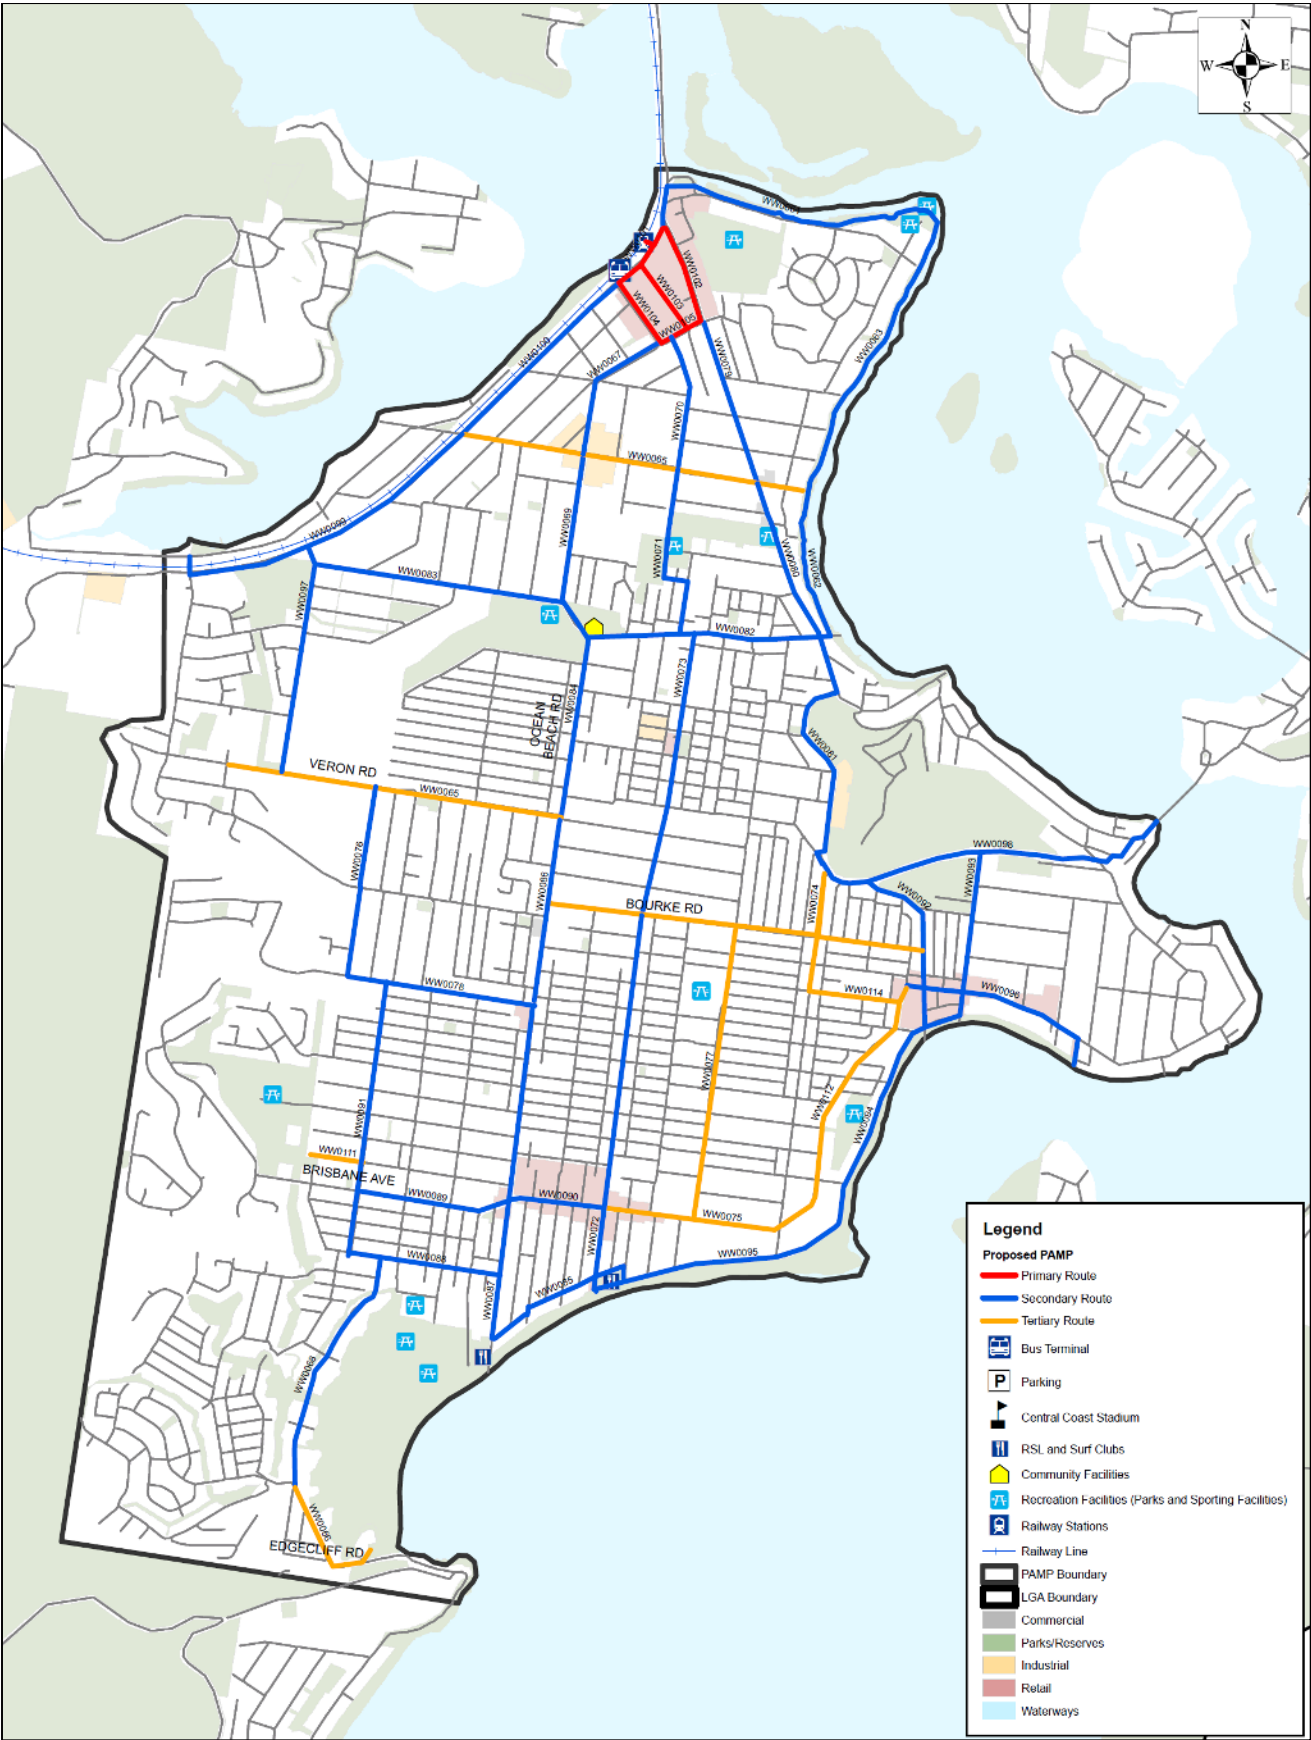 N
W E
S
WW0061
WW0102
WW0103
WW0104
WW0105
WW0100
WW0067
WW0079
WW0063
WW0070
WW0065
WW0069
WW0099
WW0071
WW0080
WW0062
WW0083
WW0097
WW0082
WW0073
WW0084
OCEAN
BEACH RD
WW0081
VERON RD
WW0065
WW0076
WW0098
WW0093
WW0092
WW0074
WW0086
BOURKE RD
WW0078
WW0114
WW0096
WW0077
WW0112
WW0094
WW0091
WW0111
BRISBANE AVE
WW0089
WW0090
WW0075
WW0072
WW0088
WW0095
WW0085
WW0087
WW0068
WW0066
EDGECLIFF RD
Legend
Proposed PAMP
Primary Route
Secondary Route
Tertiary Route
Bus Terminal
P Parking
Central Coast Stadium
RSL and Surf Clubs
Community Facilities
Recreation Facilities (Parks and Sporting Facilities)
Railway Stations
Railway Line
PAMP Boundary
LGA Boundary
Commercial
Parks/Reserves
Industrial
Retail
Waterways